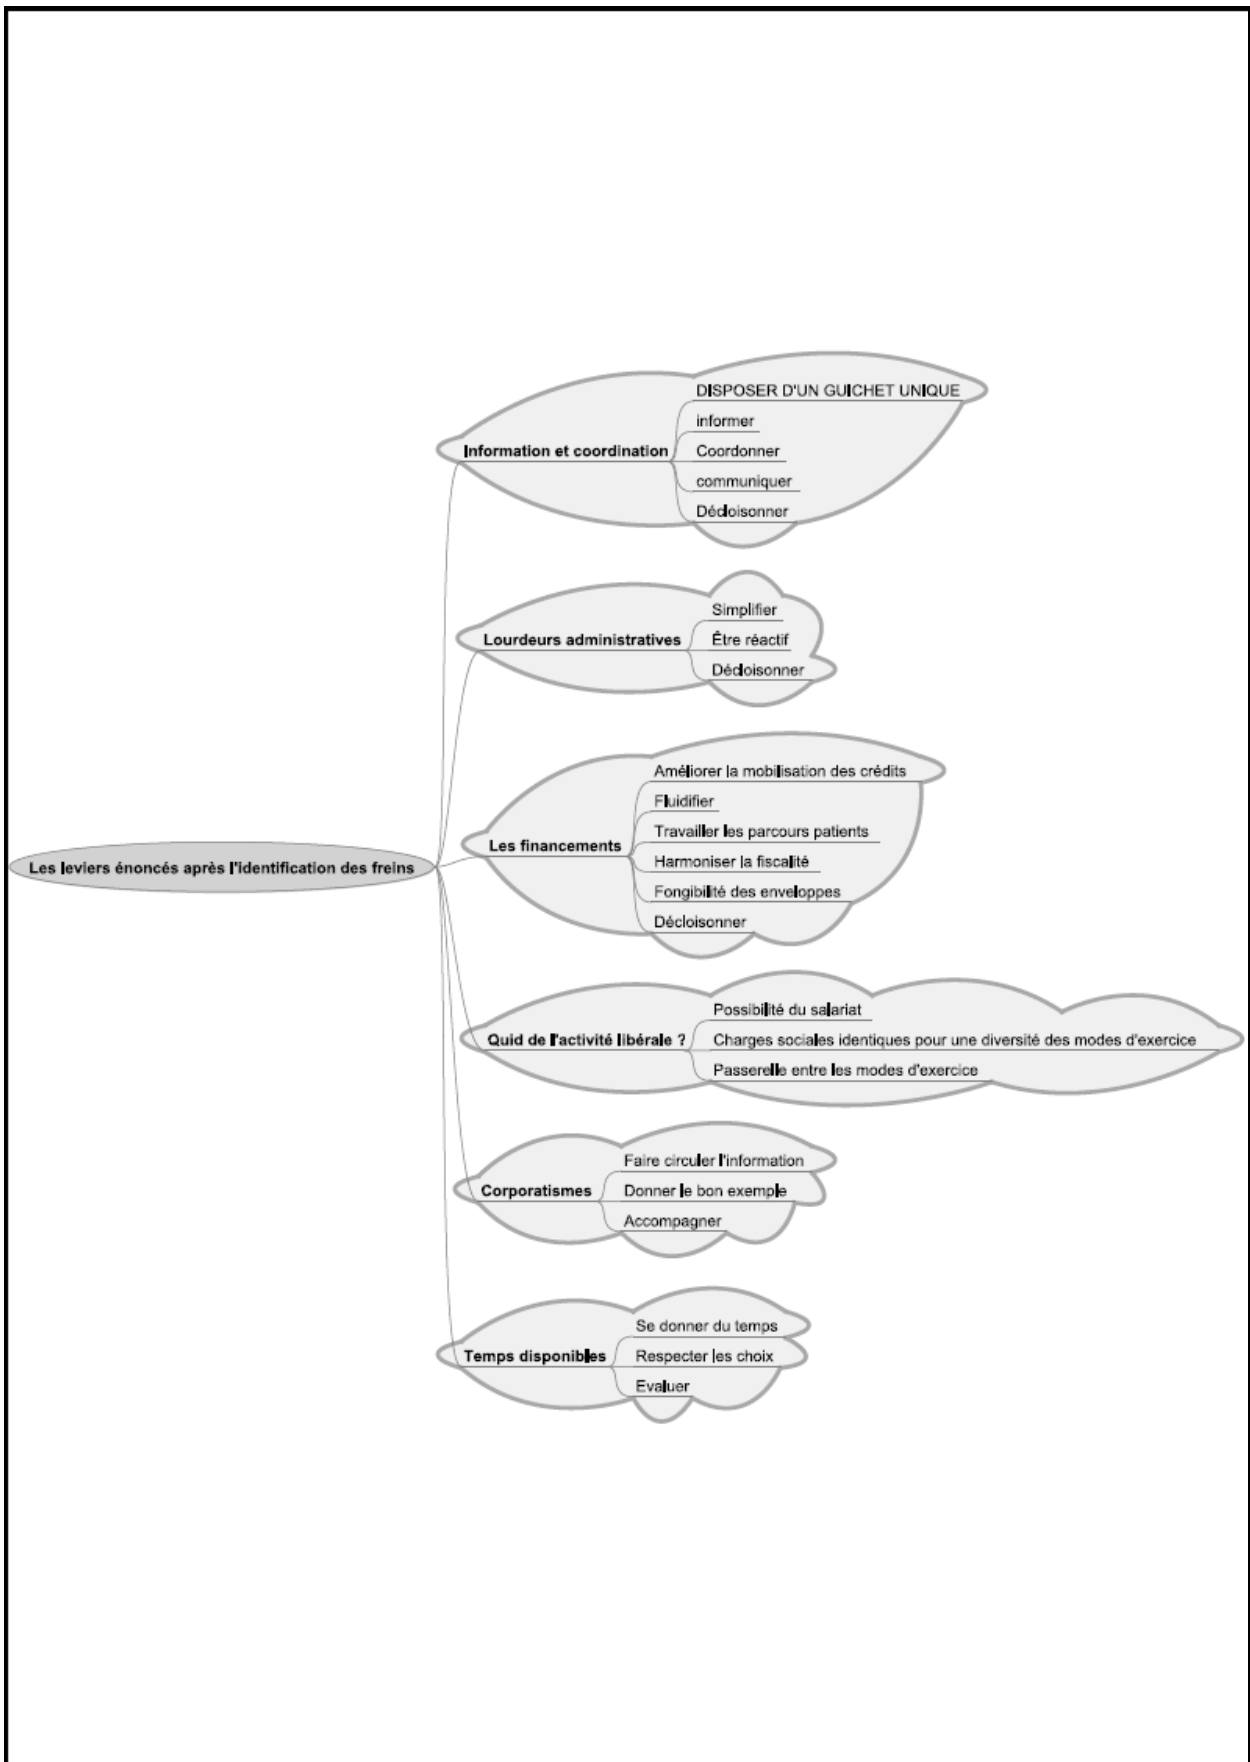 Les leviers énoncés après l'identification des freins
Information et coordination
DISPOSER D'UN GUICHET UNIQUE
informer
Coordonner
communiquer
Décloisonner
Lourdeurs administratives
Simplifier
Être réactif
Décloisonner
Les financements
Améliorer la mobilisation des crédits
Fluidifier
Travailler les parcours patients
Harmoniser la fiscalité
Fongibilité des enveloppes
Décloisonner
Quid de l'activité libérale ?
Possibilité du salariat
Charges sociales identiques pour une diversité des modes d'exercice
Passerelle entre les modes d'exercice
Corporatismes
Faire circuler l'information
Donner le bon exemple
Accompagner
Temps disponibles
Se donner du temps
Respecter les choix
Evaluer